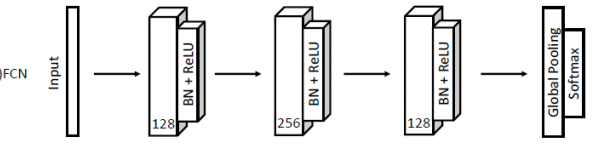 )FCN
Input
128
BN + ReLU
256
BN + ReLU
128
BN + ReLU
Global Pooling
Softmax